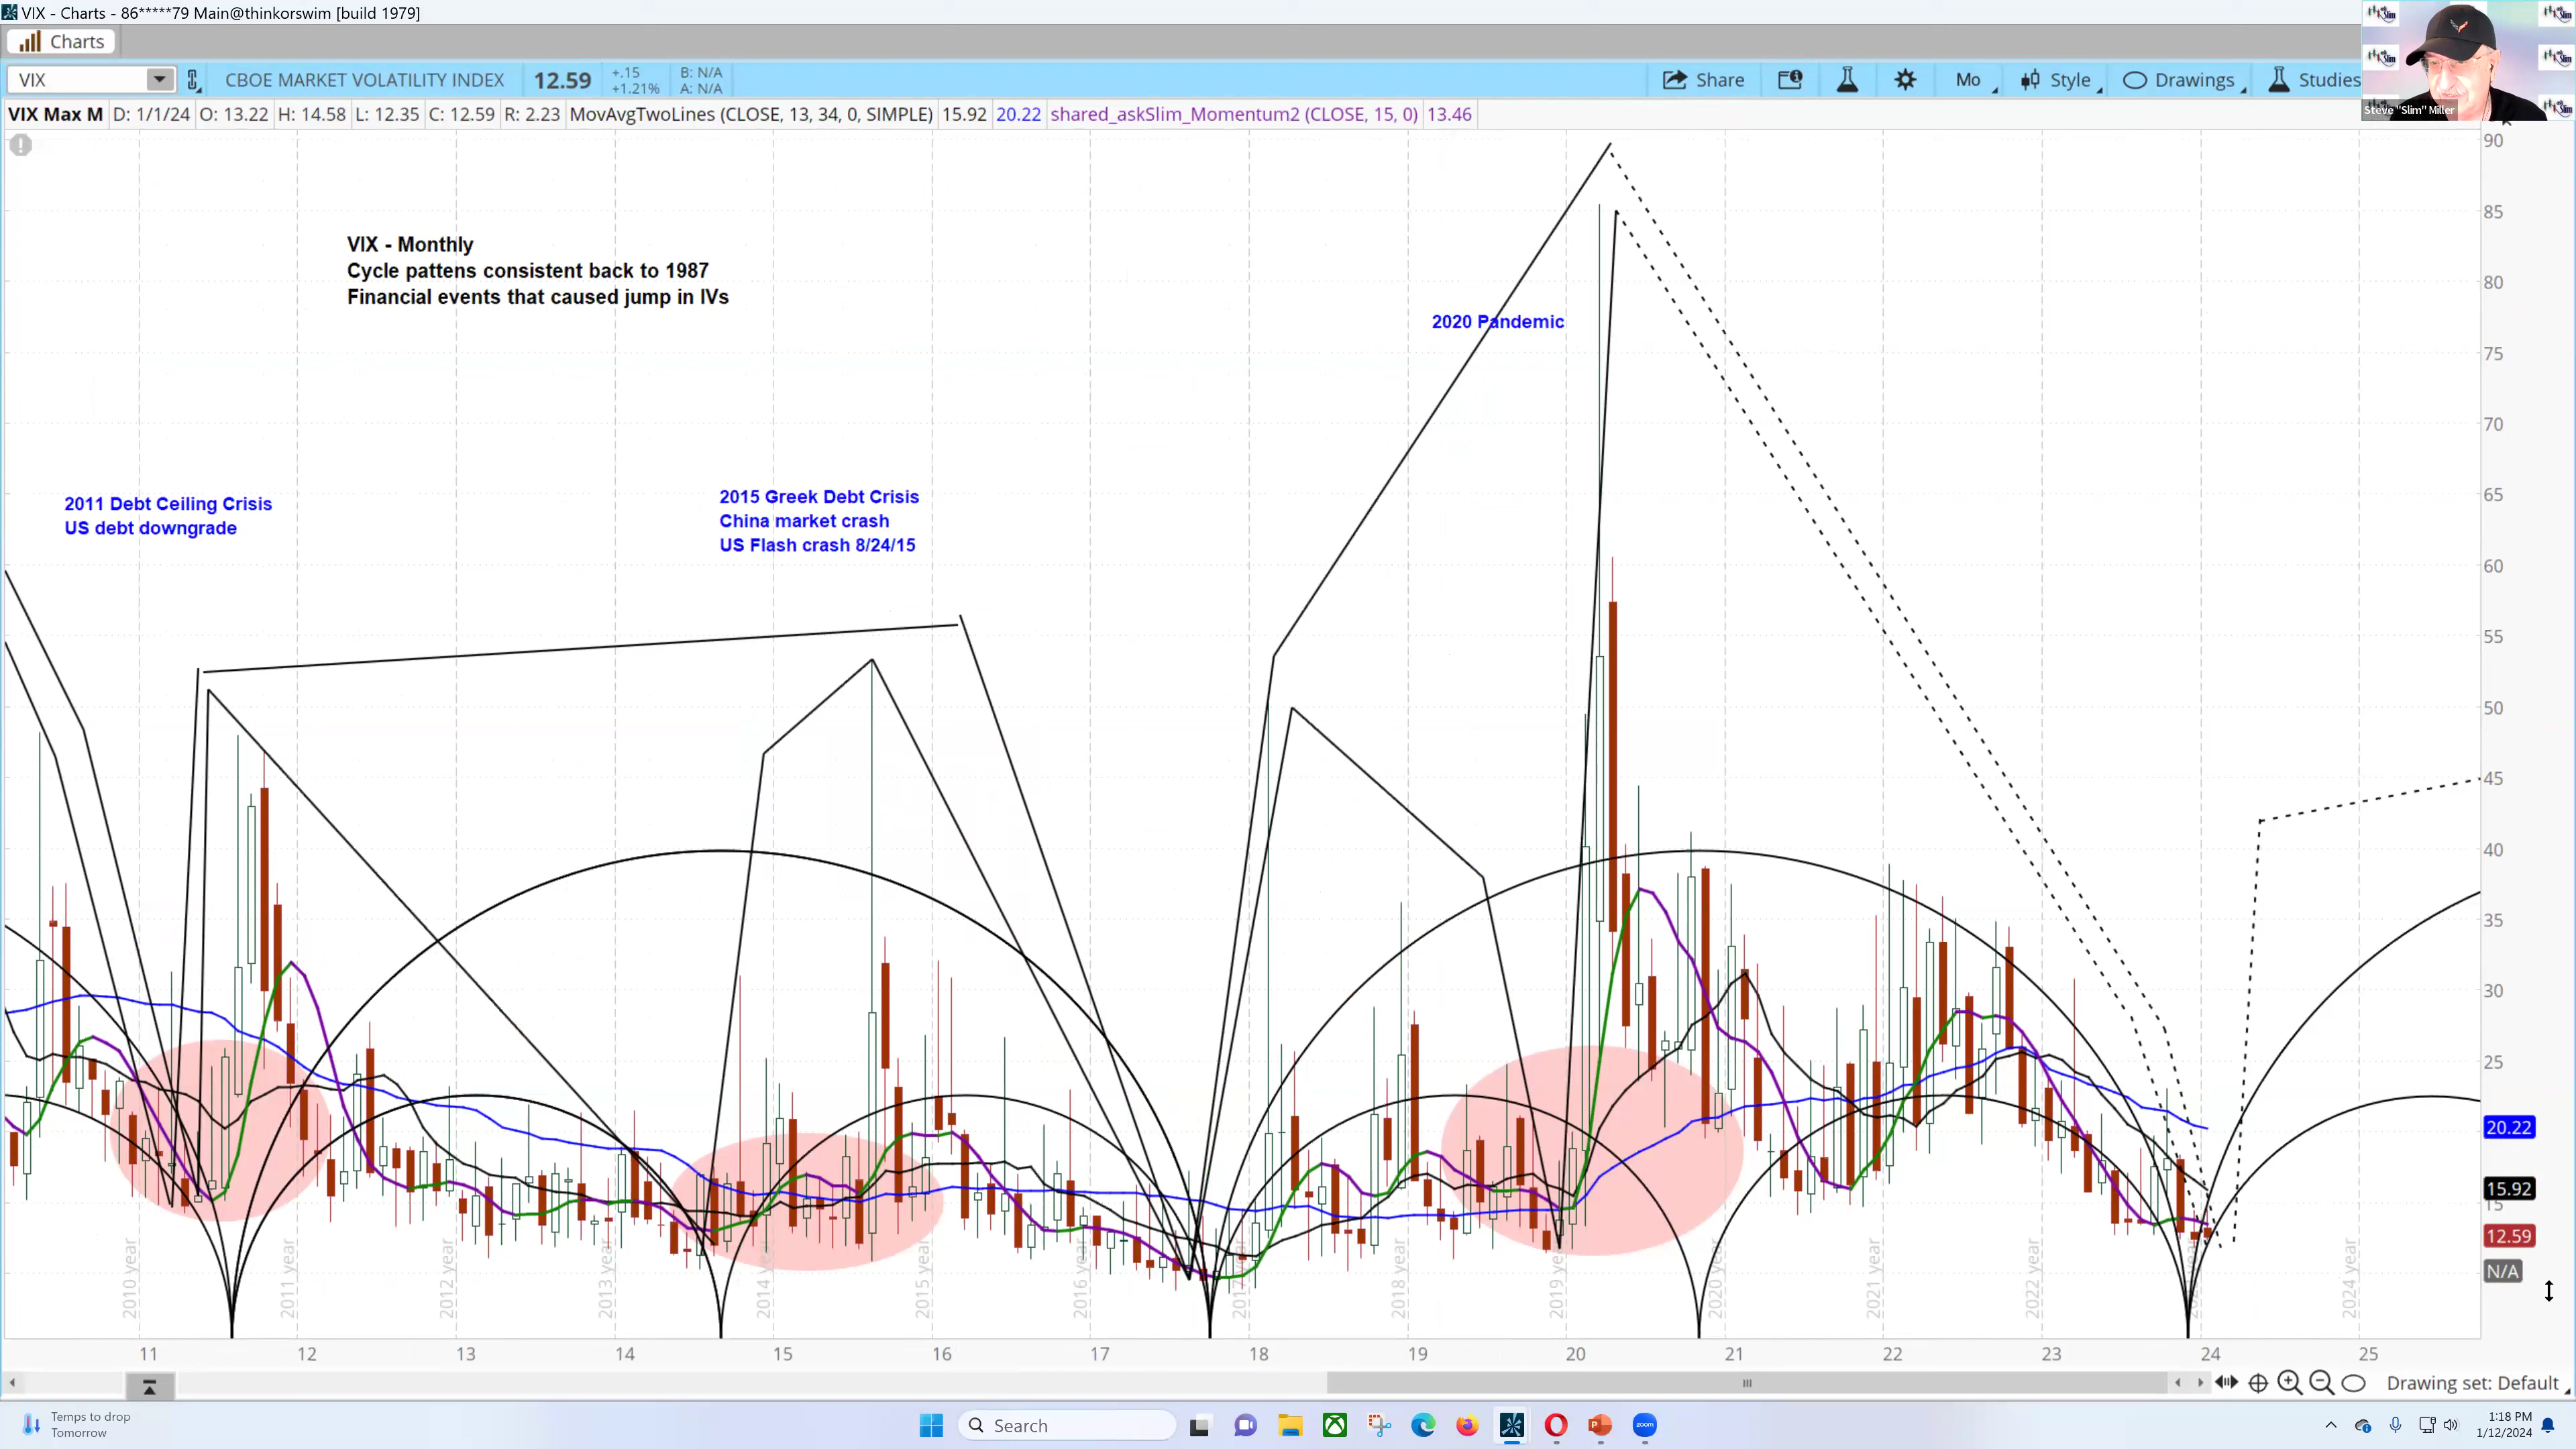 VIX - Charts - 86*****79 Main@thinkorswim [build 1979]
Charts
VIX
CBOE MARKET VOLATILITY INDEX
12.59
+.15
+1.21%
B: N/A
A: N/A
Share
Mo
Style
Drawings
Studies
Steve "Slim" Miller
VIX Max M
D: 1/1/24
O: 13.22
H: 14.58
L: 12.35
C: 12.59
R: 2.23
MovAvgTwoLines (CLOSE, 13, 34, 0, SIMPLE)
15.92
20.22
shared_askSlim_Momentum2 (CLOSE, 15, 0)
13.46
VIX - Monthly
Cycle pattens consistent back to 1987
Financial events that caused jump in IVs
2020 Pandemic
2011 Debt Ceiling Crisis
US debt downgrade
2015 Greek Debt Crisis
China market crash
US Flash crash 8/24/15
90
85
80
75
70
65
60
55
50
45
40
35
30
25
20.22
15.92
15
12.59
N/A
2010 year
2011 year
2012 year
2013 year
2014 year
2015 year
2016 year
2018 year
2019 year
2020 year
2021 year
2022 year
2024 year
11
12
13
14
15
16
17
18
19
20
21
22
23
24
25
Drawing set: Default
Temps to drop
Tomorrow
Search
zoom
1:18 PM
1/12/2024